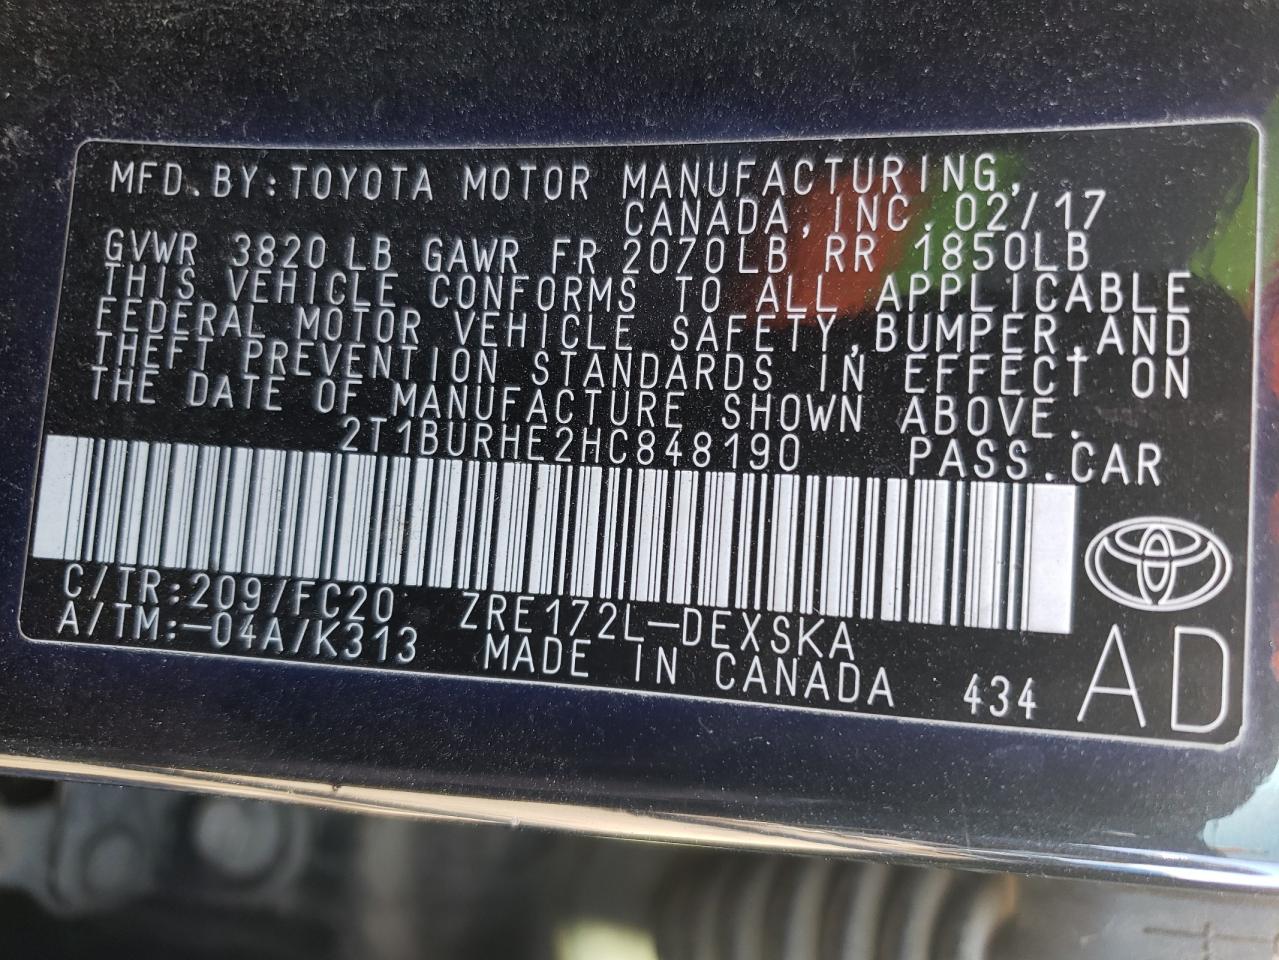 MFD.BY:TOYOTA MOTOR MANUFACTURING,
CANADA,INC.02/17
GVWR 3820LB GAWR FR 2070LB RR 1850LB
THIS VEHICLE CONFORMS TO ALL APPLICABLE
FEDERAL MOTOR VEHICLE SAFETY,BUMPER,AND
THEFT PREVENTION STANDARDS IN EFFECT ON
THE DATE OF MANUFACTURE SHOWN ABOVE.
2T1BURHE2HC848190 PASS.CAR
C/TR:209/FC20 ZRE172L-DEXSKA
A/TM:-04A/K313 MADE IN CANADA 434 AD